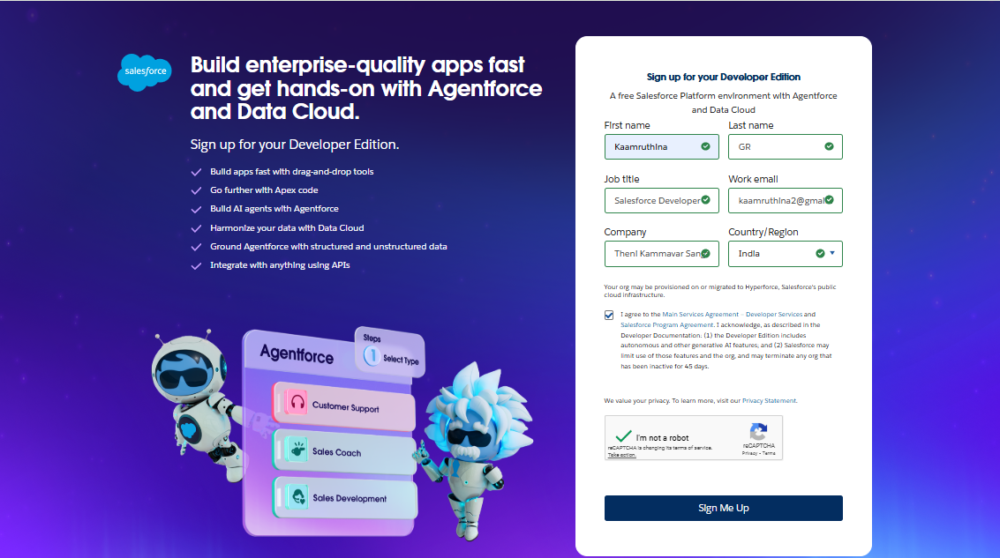 salesforce
Build enterprise-quality apps fast
and get hands-on with Agentforce
and Data Cloud.
Sign up for your Developer Edition.
Build apps fast with drag-and-drop tools
Go further with Apex code
Build AI agents with Agentforce
Harmonize your data with Data Cloud
Ground Agentforce with structured and unstructured data
Integrate with anything using APIs
Agentforce
Steps
1 Select Type
Customer Support
Sales Coach
Sales Development
Sign up for your Developer Edition
A free Salesforce Platform environment with Agentforce
and Data Cloud
First name Last name
Kaamruthina GR
Job title Work email
Salesforce Developer kaamruthina2@gmai
Company Country/Region
Theni Kammavar Sang India
Your org may be provisioned on or migrated to Hyperforce, Salesforce's public
cloud infrastructure.
I agree to the Main Services Agreement – Developer Services and
Salesforce Program Agreement. I acknowledge, as described in the
Developer Documentation: (1) the Developer Edition includes
autonomous and other generative AI features, and (2) Salesforce may
limit use of those features and the org, and may terminate any org that
has been inactive for 45 days.
We value your privacy. To learn more, visit our Privacy Statement.
I'm not a robot
reCAPTCHA is changing its terms of service.
Take action.
reCAPTCHA
Privacy - Terms
Sign Me Up